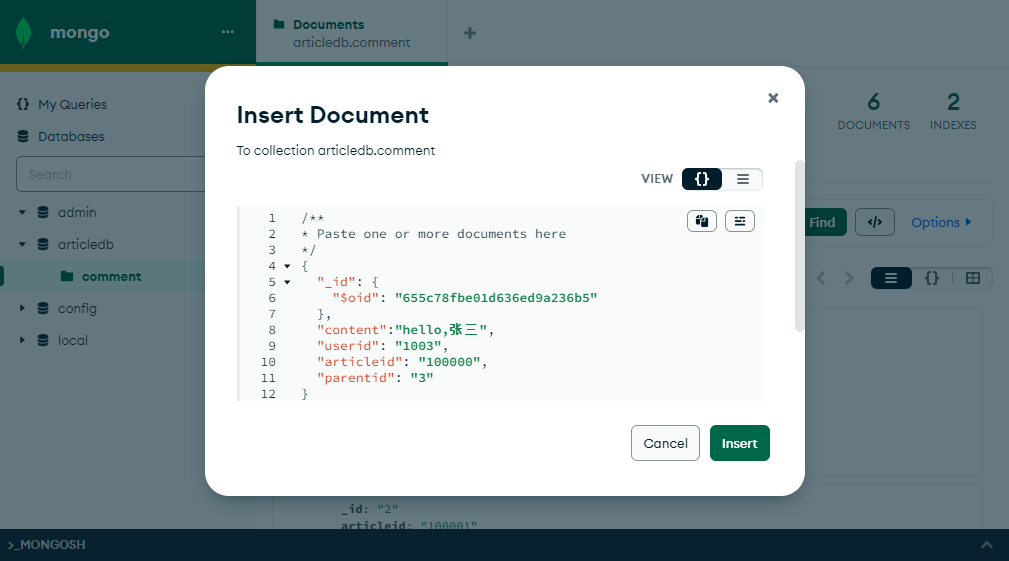 mongo
...
Documents
articledb.comment
My Queries
Databases
Search
admin
articledb
comment
config
local
6
DOCUMENTS
2
INDEXES
Find
Options
Insert Document
To collection articledb.comment
VIEW
{}
1 /**
2 * Paste one or more documents here
3 */
4 {
5 "_id": {
6 "$oid": "655c78fbe01d636ed9a236b5"
7 },
8 "content":"hello,张三",
9 "userid": "1003",
10 "articleid": "100000",
11 "parentid": "3"
12 }
Cancel
Insert
_id: "2"
articleid: "100001"
>_MONGOSH